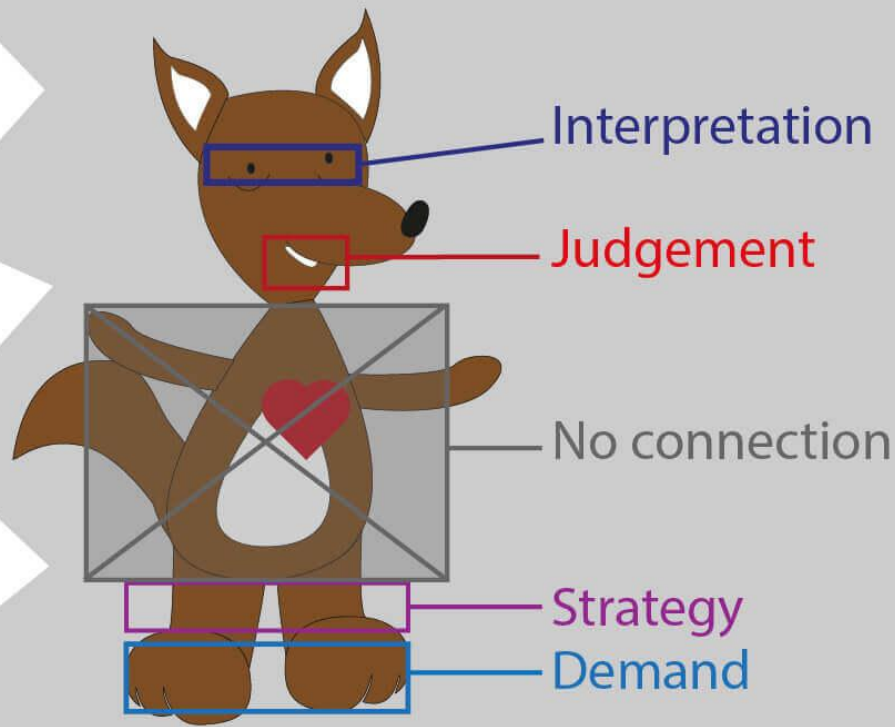 Interpretation
Judgement
No connection
Strategy
Demand